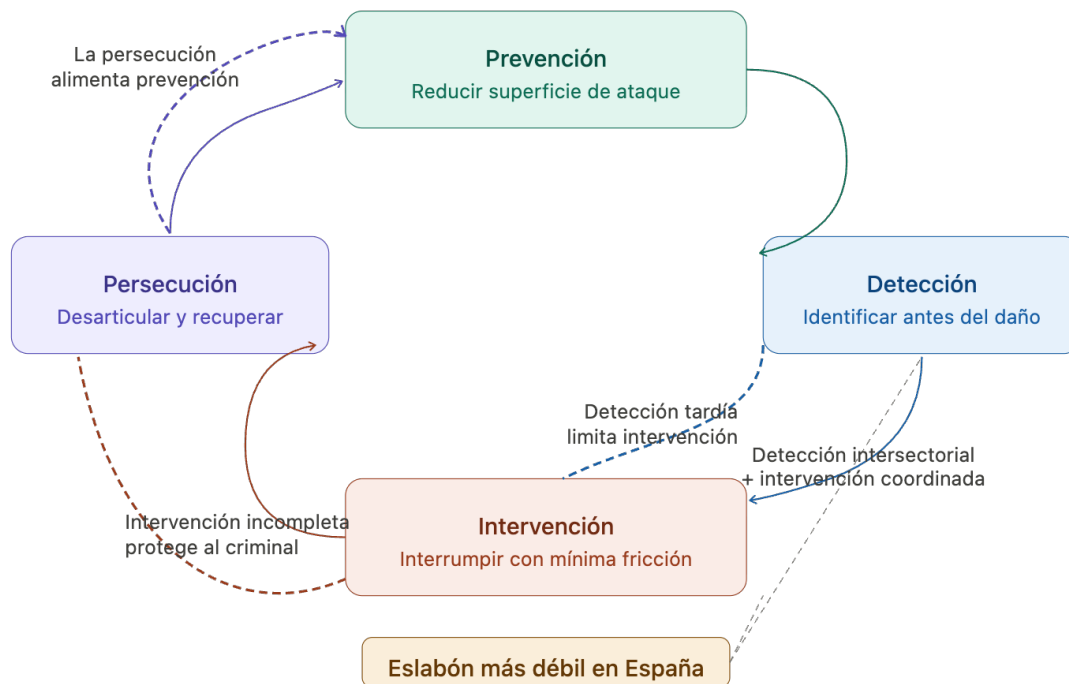 La persecución
alimenta prevención
Prevención
Reducir superficie de ataque
Persecución
Desarticular y recuperar
Detección
Identificar antes del daño
Detección tardía
limita intervención
Detección intersectorial
+ intervención coordinada
Intervención incompleta
protege al criminal
Intervención
Interrumpir con mínima fricción
Eslabón más débil en España